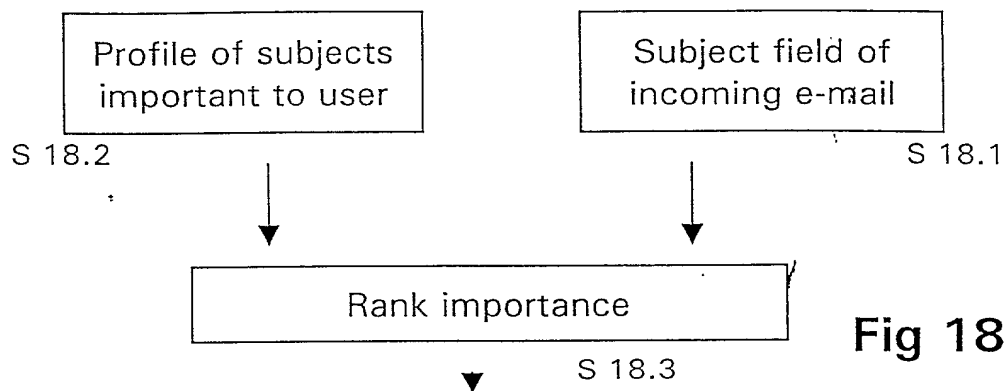 Profile of subjects
important to user
Subject field of
incoming e-mail
S 18.2
S 18.1
Rank importance
Fig 18
S 18.3